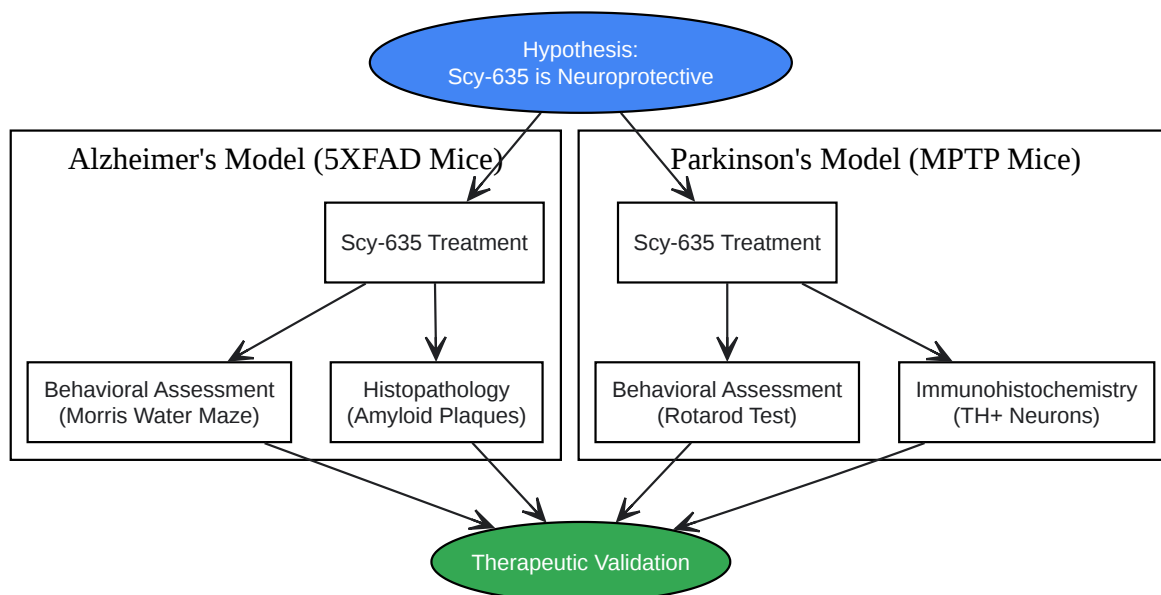 Hypothesis:
Scy-635 is Neuroprotective
Alzheimer's Model (5XFAD Mice)
Parkinson's Model (MPTP Mice)
Scy-635 Treatment
Scy-635 Treatment
Behavioral Assessment
(Morris Water Maze)
Histopathology
(Amyloid Plaques)
Behavioral Assessment
(Rotarod Test)
Immunohistochemistry
(TH+ Neurons)
Therapeutic Validation